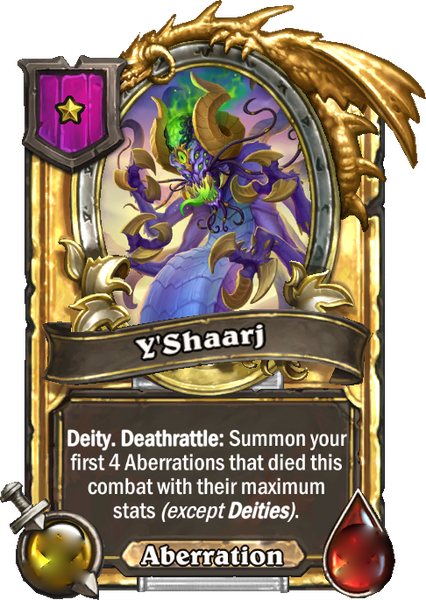 Y'Shaarj
Deity. Deathrattle: Summon your
first 4 Aberrations that died this
combat with their maximum
stats (except Deities).
Aberration